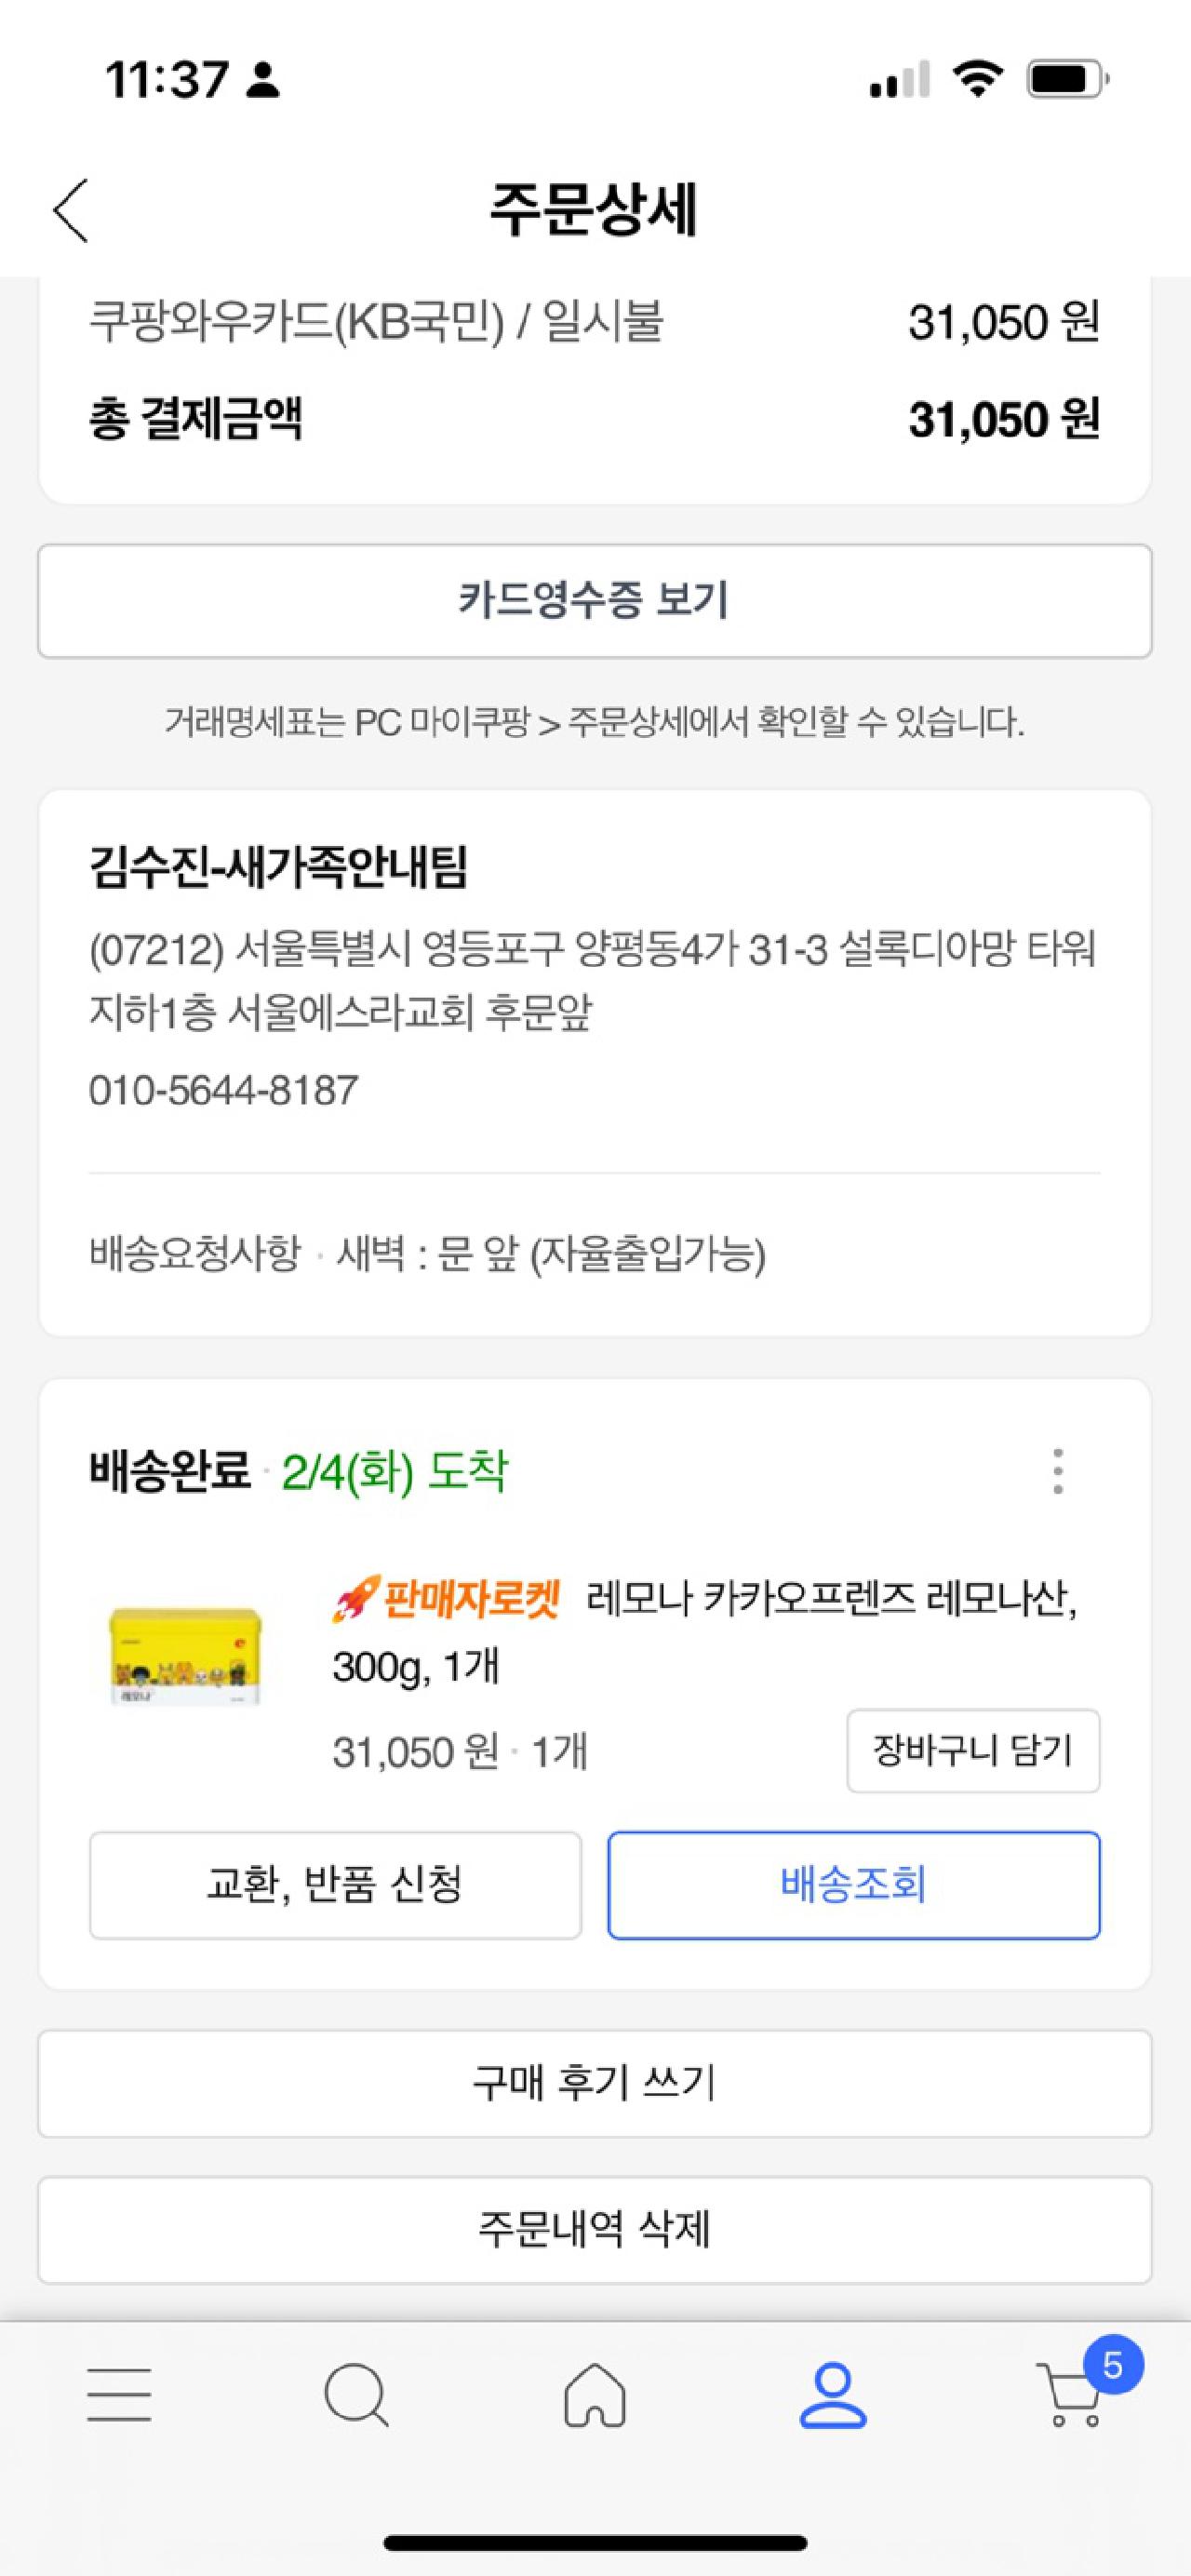 11:37
주문상세
쿠팡와우카드(KB국민) / 일시불 31,050 원
총 결제금액 31,050 원
카드영수증 보기
거래명세표는 PC 마이쿠팡 > 주문상세에서 확인할 수 있습니다.
김수진-새가족안내팀
(07212) 서울특별시 영등포구 양평동4가 31-3 설록디아망 타워
지하1층 서울에스라교회 후문앞
010-5644-8187
배송요청사항 · 새벽 : 문 앞 (자율출입가능)
배송완료 · 2/4(화) 도착
판매자로켓 레모나 카카오프렌즈 레모나산,
300g, 1개
레모나
31,050 원 · 1개
장바구니 담기
교환, 반품 신청
배송조회
구매 후기 쓰기
주문내역 삭제
5